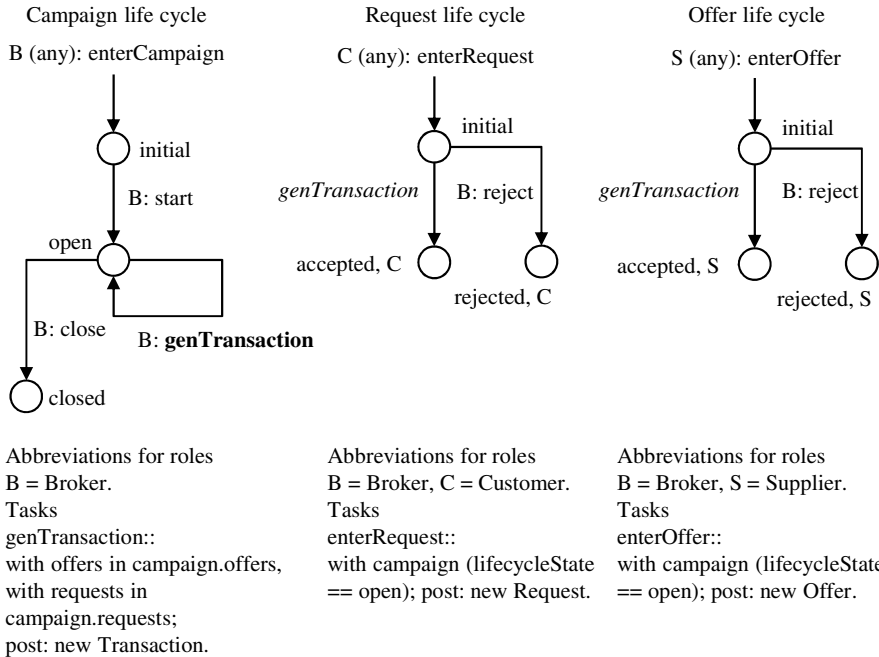 Campaign life cycle
B (any): enterCampaign
initial
B: start
open
B: close
B: genTransaction
closed
Abbreviations for roles
B = Broker.
Tasks
genTransaction::
with offers in campaign.offers,
with requests in
campaign.requests;
post: new Transaction.
Request life cycle
C (any): enterRequest
initial
genTransaction
B: reject
accepted, C
rejected, C
Abbreviations for roles
B = Broker, C = Customer.
Tasks
enterRequest::
with campaign (lifecycleState
== open); post: new Request.
Offer life cycle
S (any): enterOffer
initial
genTransaction
B: reject
accepted, S
rejected, S
Abbreviations for roles
B = Broker, S = Supplier.
Tasks
enterOffer::
with campaign (lifecycleState
== open); post: new Offer.